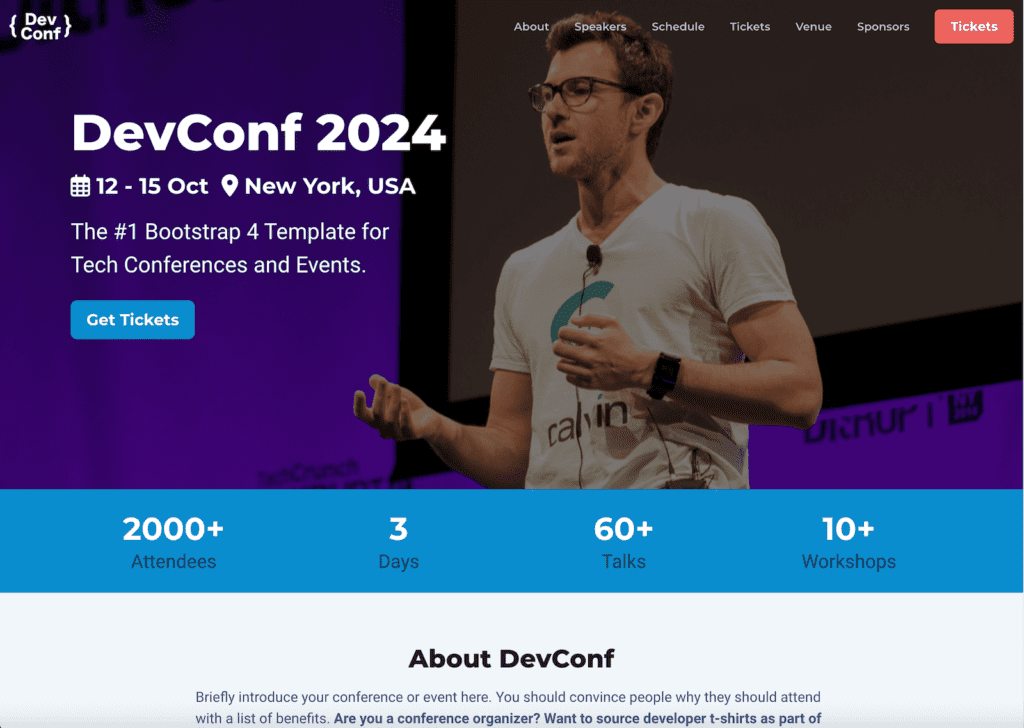 { Dev
Conf }
About Speakers Schedule Tickets Venue Sponsors Tickets
DevConf 2024
12 - 15 Oct New York, USA
The #1 Bootstrap 4 Template for
Tech Conferences and Events.
Get Tickets
calvin
TechCrunch
DISRUPT
2000+ 3 60+ 10+
Attendees Days Talks Workshops
About DevConf
Briefly introduce your conference or event here. You should convince people why they should attend
with a list of benefits. Are you a conference organizer? Want to source developer t-shirts as part of